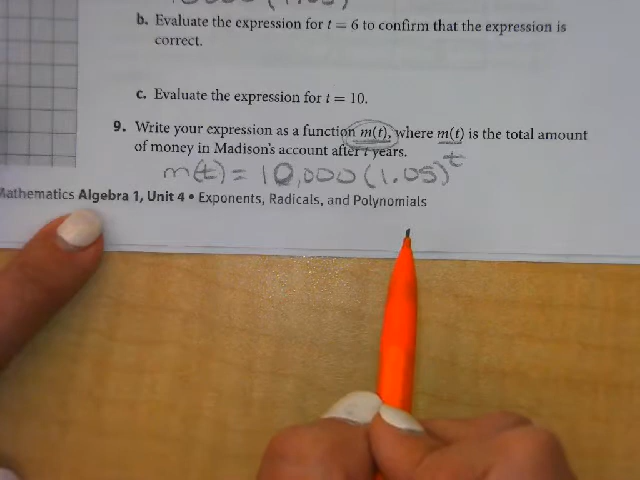 b. Evaluate the expression for t = 6 to confirm that the expression is
correct.
c. Evaluate the expression for t = 10.
9. Write your expression as a function m(t), where m(t) is the total amount
of money in Madison's account after t years.
m(t) = 10,000 (1.05)^t
Mathematics Algebra 1, Unit 4 • Exponents, Radicals, and Polynomials